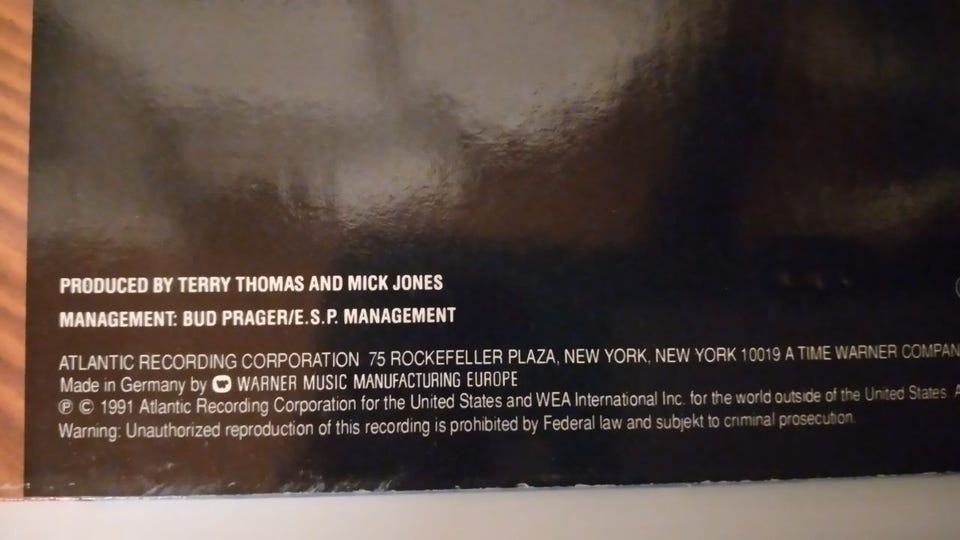 PRODUCED BY TERRY THOMAS AND MICK JONES
MANAGEMENT: BUD PRAGER/E.S.P. MANAGEMENT
ATLANTIC RECORDING CORPORATION 75 ROCKEFELLER PLAZA, NEW YORK, NEW YORK 10019 A TIME WARNER COMPAN
Made in Germany by WARNER MUSIC MANUFACTURING EUROPE
℗ © 1991 Atlantic Recording Corporation for the United States and WEA International Inc. for the world outside of the United States. A
Warning: Unauthorized reproduction of this recording is prohibited by Federal law and subjekt to criminal prosecution.